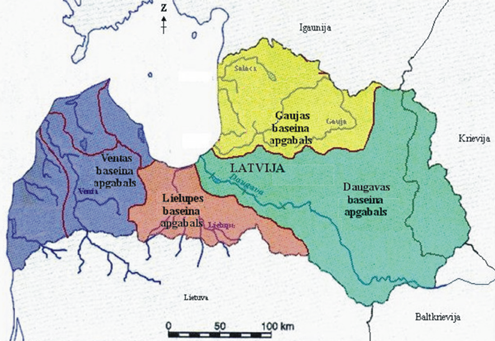 Z
Igaunija
Salaca
Gaujas
baseina
apgabals
Gauja
Krievija
Ventas
baseina
apgabals
Venta
LATVIJA
Daugava
Daugavas
baseina
apgabals
Lielupes
baseina
apgabals
Lielupe
Lietuva
Baltkrievija
0 50 100 km